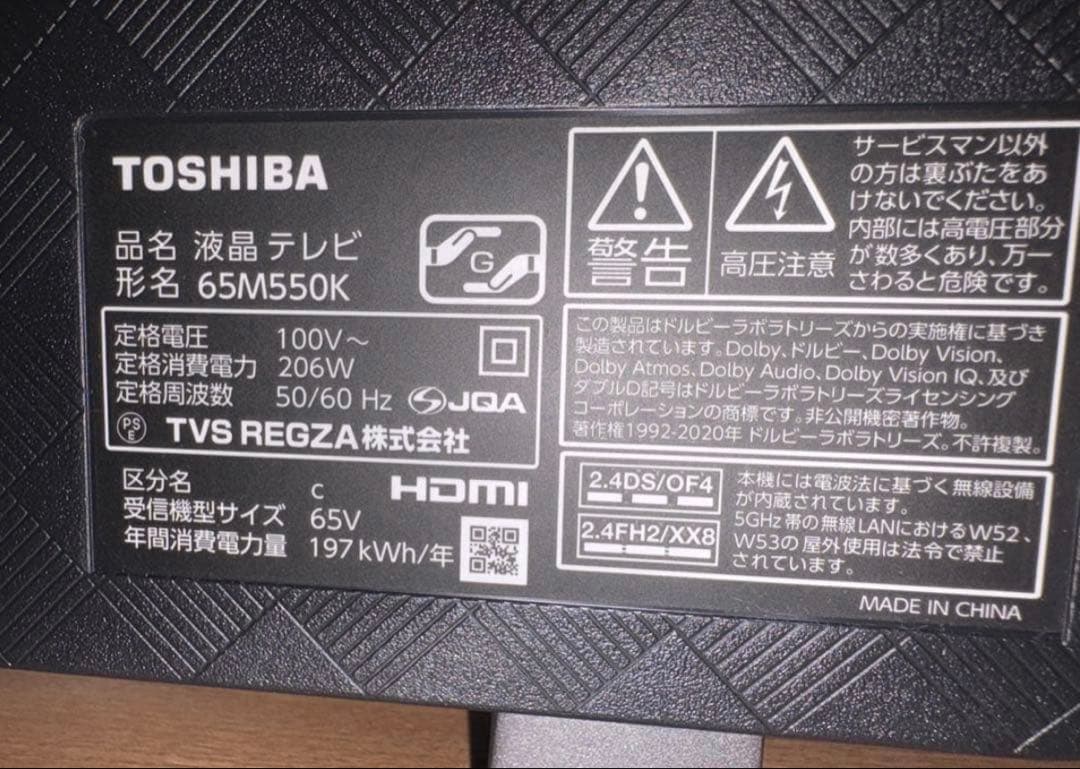 TOSHIBA
品名 液晶テレビ
形名 65M550K
G
定格電圧 100V～
定格消費電力 206W
定格周波数 50/60 Hz
JQA
PS
E
TVS REGZA株式会社
区分名 C
受信機型サイズ 65V
年間消費電力量 197kWh/年
HDMI
警告
高圧注意
サービスマン以外
の方は裏ぶたをあ
けないでください。
内部には高電圧部分
が数多くあり、万一
さわると危険です。
この製品はドルビーラボラトリーズからの実施権に基づき
製造されています。Dolby、ドルビー、Dolby Vision、
Dolby Atmos、Dolby Audio、Dolby Vision IQ、及び
ダブルD記号はドルビーラボラトリーズライセンシング
コーポレーションの商標です。非公開機密著作物。
著作権1992-2020年 ドルビーラボラトリーズ。不許複製。
2.4DS/OF4
2.4FH2/XX8
本機には電波法に基づく無線設備
が内蔵されています。
5GHz帯の無線LANにおけるW52、
W53の屋外使用は法令で禁止
されています。
MADE IN CHINA